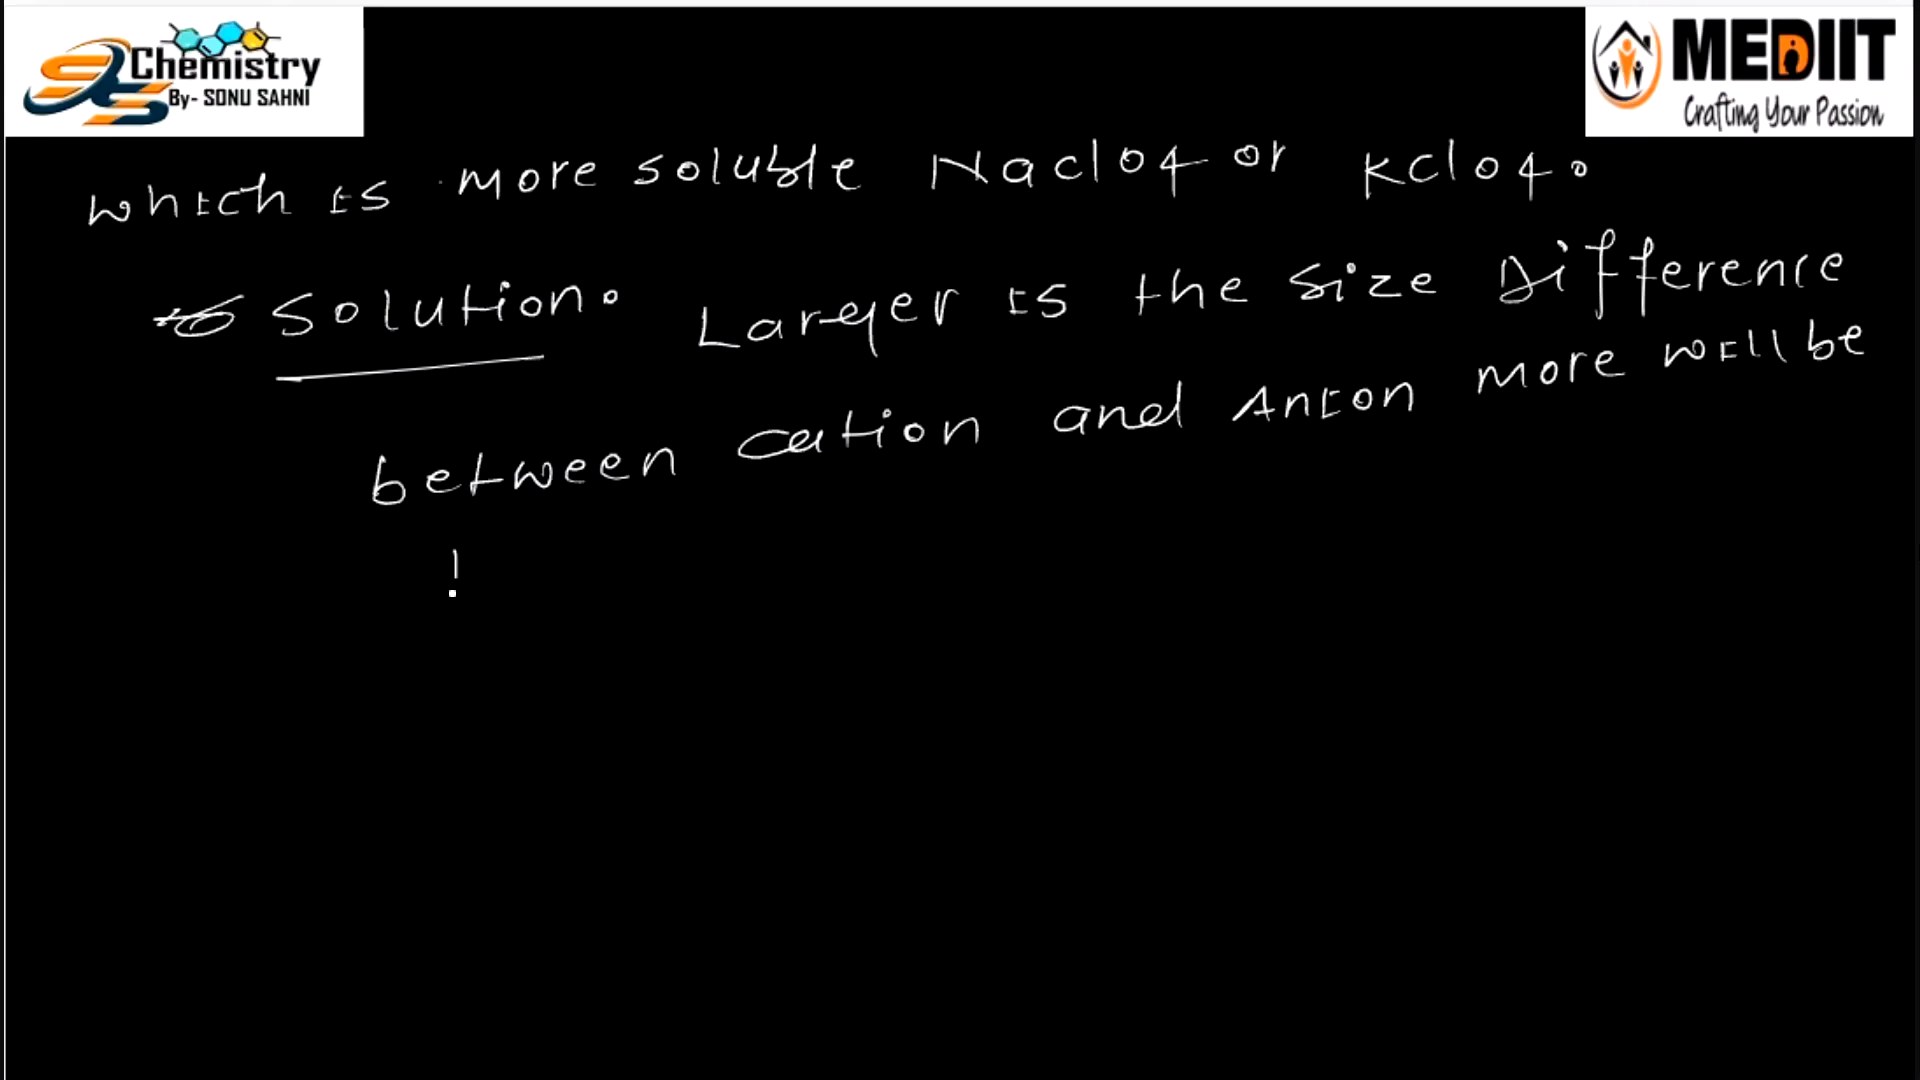 Chemistry
By- SONU SAHNI
MEDIIT
Crafting Your Passion
which is more soluble NaClO4 or KClO4.
Solution. Larger is the size Difference
between cation and Anion more will be